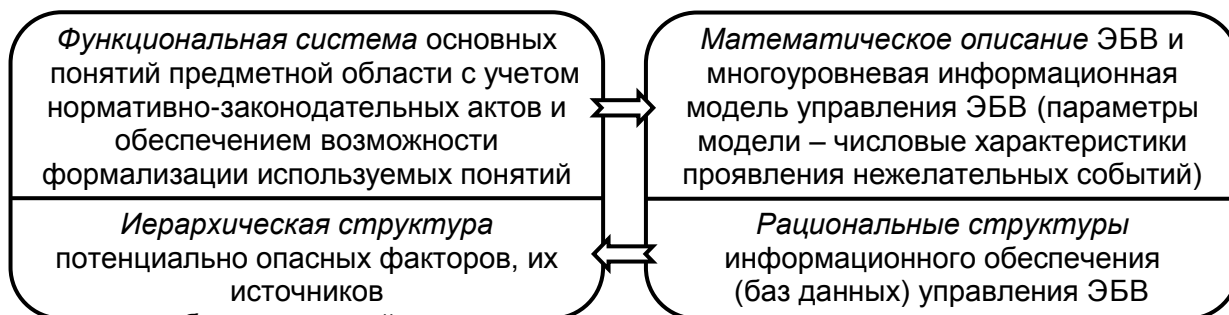 Функциональная система основных
понятий предметной области с учетом
нормативно-законодательных актов и
обеспечением возможности
формализации используемых понятий
Иерархическая структура
потенциально опасных факторов, их
источников
Математическое описание ЭБВ и
многоуровневая информационная
модель управления ЭБВ (параметры
модели – числовые характеристики
проявления нежелательных событий)
Рациональные структуры
информационного обеспечения
(баз данных) управления ЭБВ